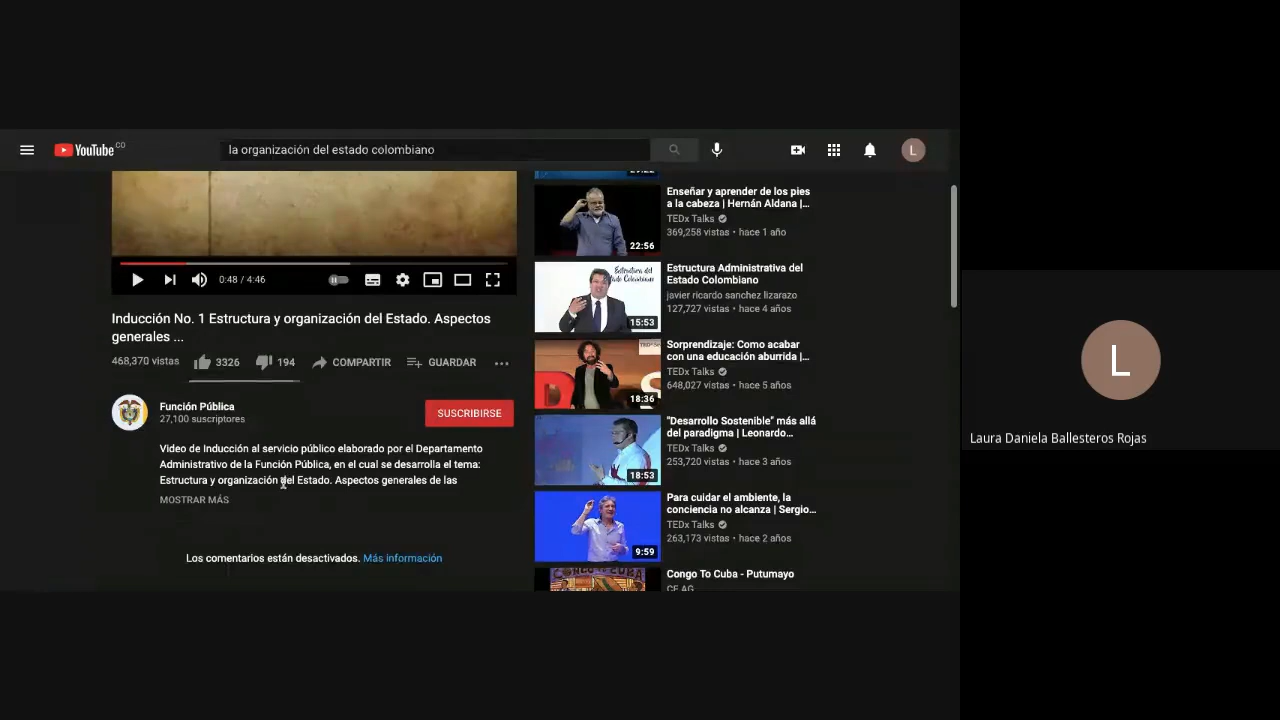 YouTube CO
la organización del estado colombiano
L
0:48 / 4:46
Inducción No. 1 Estructura y organización del Estado. Aspectos
generales ...
468,370 vistas
3326
194
COMPARTIR
GUARDAR
Función Pública
27,100 suscriptores
SUSCRIBIRSE
Video de Inducción al servicio público elaborado por el Departamento
Administrativo de la Función Pública, en el cual se desarrolla el tema:
Estructura y organización del Estado. Aspectos generales de las
MOSTRAR MÁS
Los comentarios están desactivados. Más información
22:56
Enseñar y aprender de los pies
a la cabeza | Hernán Aldana |...
TEDx Talks
369,258 vistas • hace 1 año
Estructura del
Estado Colombiano
15:53
Estructura Administrativa del
Estado Colombiano
javier ricardo sanchez lizarazo
127,727 vistas • hace 4 años
18:36
Sorprendizaje: Como acabar
con una educación aburrida |...
TEDx Talks
648,027 vistas • hace 5 años
18:53
"Desarrollo Sostenible" más allá
del paradigma | Leonardo...
TEDx Talks
253,720 vistas • hace 3 años
9:59
Para cuidar el ambiente, la
conciencia no alcanza | Sergio...
TEDx Talks
263,173 vistas • hace 2 años
Congo To Cuba - Putumayo
L
Laura Daniela Ballesteros Rojas